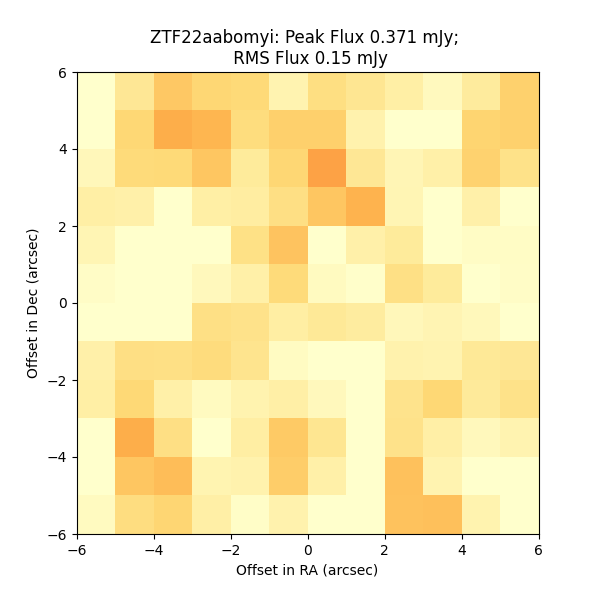 ZTF22aabomyi: Peak Flux 0.371 mJy;
RMS Flux 0.15 mJy
6
4
2
0
−2
−4
−6
Offset in Dec (arcsec)
−6 −4 −2 0 2 4 6
Offset in RA (arcsec)